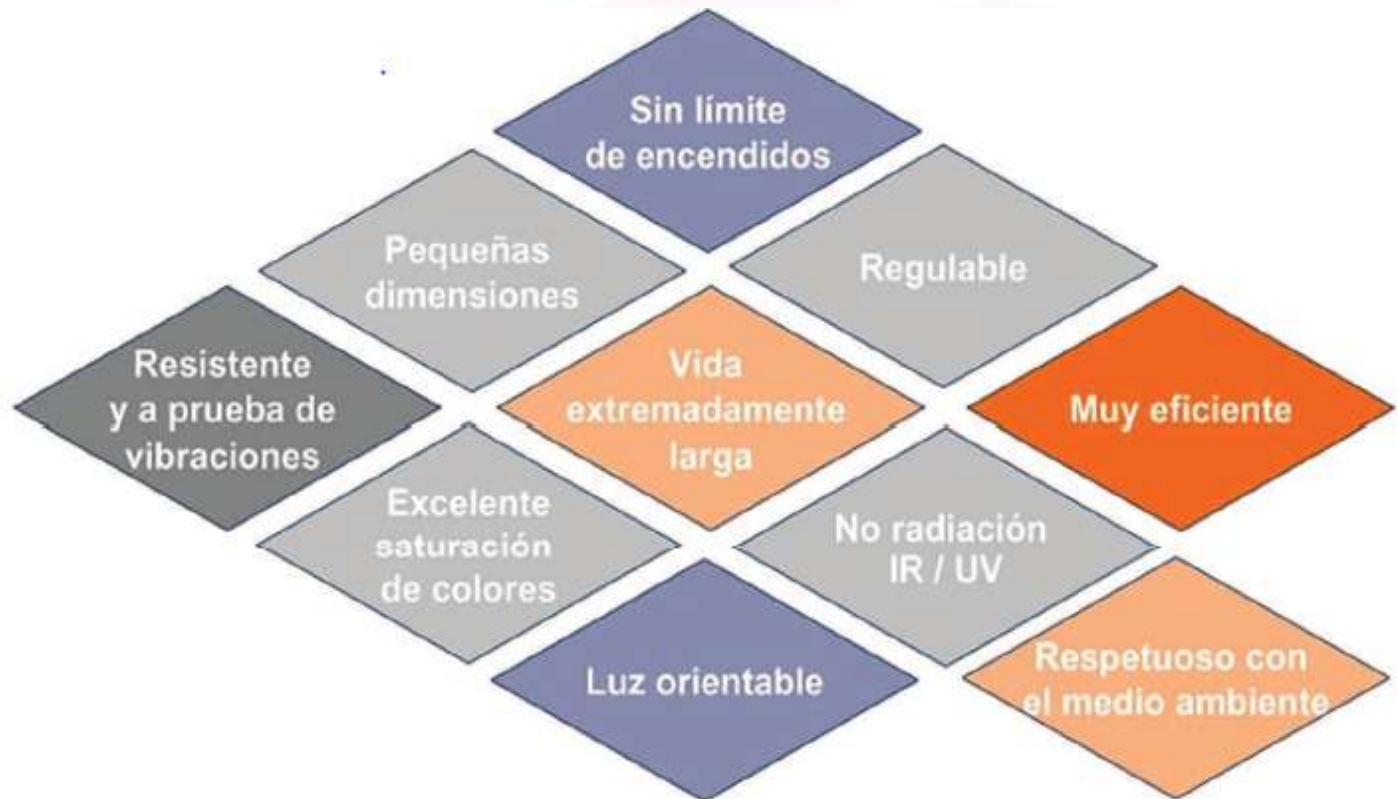 Sin límite
de encendidos
Pequeñas
dimensiones
Regulable
Resistente
y a prueba de
vibraciones
Vida
extremadamente
larga
Muy eficiente
Excelente
saturación
de colores
No radiación
IR / UV
Luz orientable
Respetuoso con
el medio ambiente